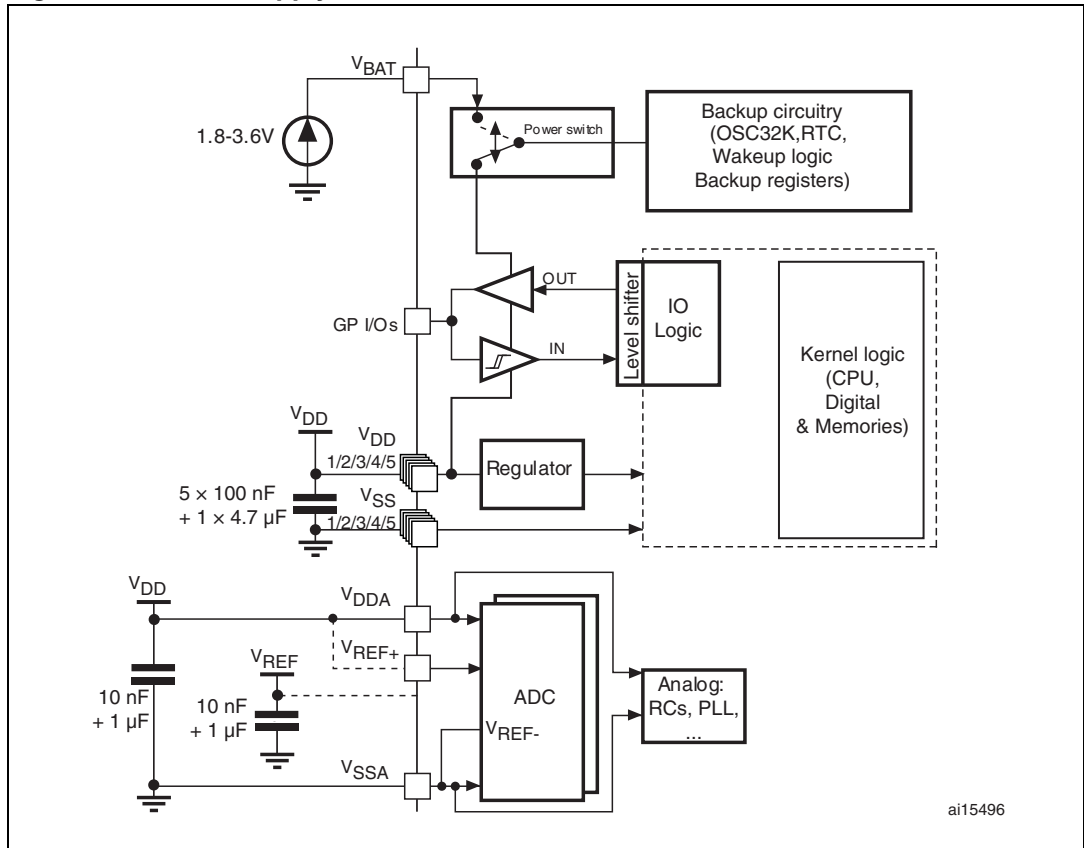 VBAT
1.8-3.6V
Power switch
Backup circuitry
(OSC32K,RTC,
Wakeup logic
Backup registers)
GP I/Os
OUT
IN
Level shifter
IO
Logic
Kernel logic
(CPU,
Digital
& Memories)
VDD
VDD
1/2/3/4/5
Regulator
5 × 100 nF
+ 1 × 4.7 µF
VSS
1/2/3/4/5
VDD
VDDA
VREF+
VREF
10 nF
+ 1 µF
10 nF
+ 1 µF
ADC
VREF-
Analog:
RCs, PLL,
...
VSSA
ai15496